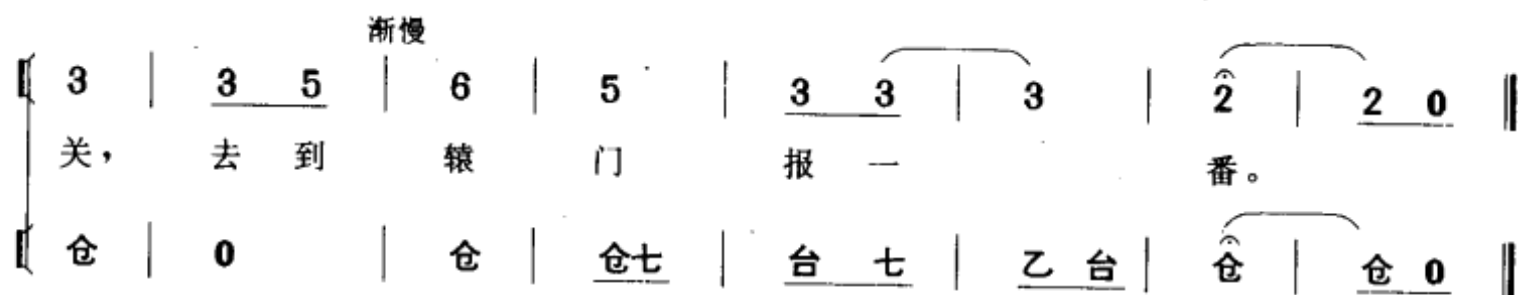 渐慢
3 | 3 5 | 6 | 5 | 3 3 | 3 | 2 | 2 0
关， 去 到 辕 门 报 一 番。
仓 | 0 | 仓 | 仓七 | 台 七 | 乙 台 | 仓 | 仓 0